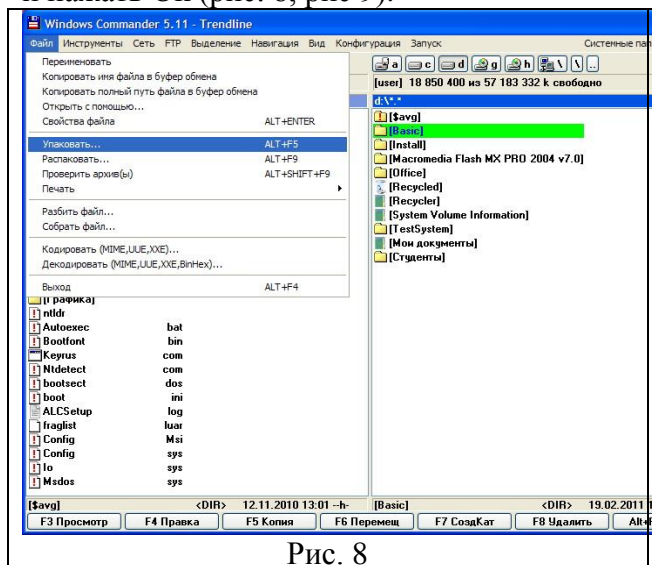 и нажать Ок (рис. 8, рис 9).
Windows Commander 5.11 - Trendline
Файл Инструменты Сеть FTP Выделение Навигация Вид Конфигурация Запуск Системные
Переименовать
Копировать имя файла в буфер обмена
Копировать полный путь файла в буфер обмена
Открыть с помощью...
Свойства файла ALT+ENTER
Упаковать... ALT+F5
Распаковать... ALT+F9
Проверить архив(ы) ALT+SHIFT+F9
Печать
Разбить файл...
Собрать файл...
Кодировать (MIME,UUE,XXE)...
Декодировать (MIME,UUE,XXE,BinHex)...
Выход ALT+F4
[Графика]
ntldr
Autoexec bat
Bootfont bin
Keyrus com
Ntdetect com
bootsect dos
boot ini
ALCSetup log
fraglist luar
Config Msi
Config sys
Io sys
Msdos sys
[$avg] <DIR> 12.11.2010 13:01 --h-
a c d g h \ \ ..
[user] 18 850 400 из 57 183 332 k свободно
d:\*.*
[$avg]
[Basic]
[Install]
[Macromedia Flash MX PRO 2004 v7.0]
[Office]
[Recycled]
[Recycler]
[System Volume Information]
[TestSystem]
[Мои документы]
[Студенты]
[Basic] <DIR> 19.02.2011
F3 Просмотр F4 Правка F5 Копия F6 Перемещ F7 СоздКат F8 Удалить
Рис. 8